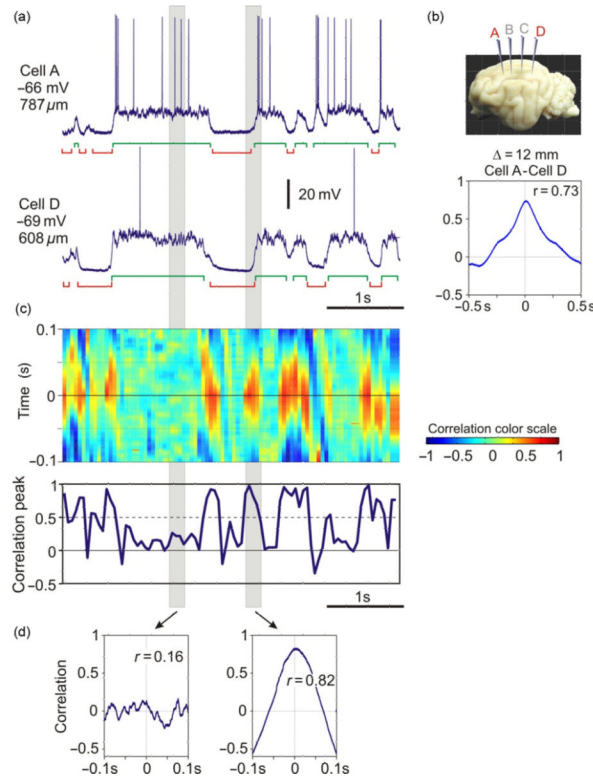 (a)
Cell A
−66 mV
787 μm
Cell D
−69 mV
608 μm
20 mV
1s
(b)
A B C D
Δ = 12 mm
Cell A-Cell D
r=0.73
1
0.5
0
−0.5
−0.5s 0 0.5s
(c)
0.1
0
−0.1
Time (s)
Correlation color scale
−1 −0.5 0 0.5 1
1
0.5
0
−0.5
Correlation peak
1s
(d)
1
0.5
0
−0.5
Correlation
r=0.16
−0.1s 0 0.1s
1
0.5
0
−0.5
r=0.82
−0.1s 0 0.1s